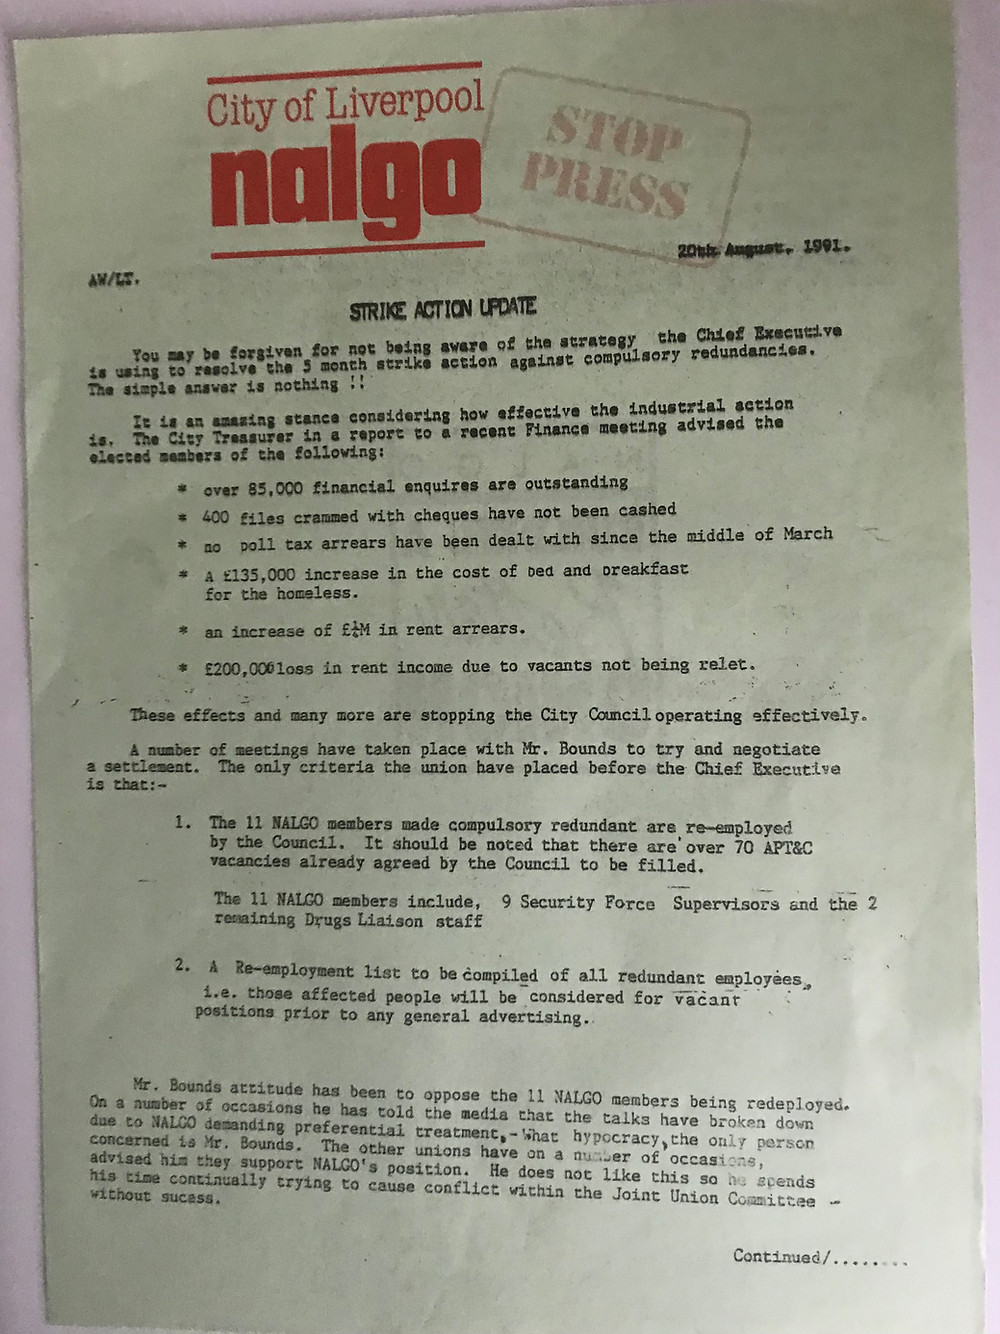 City of Liverpool
nalgo
STOP
PRESS
20th August, 1991.
AW/LT.
STRIKE ACTION UPDATE
You may be forgiven for not being aware of the strategy the Chief Executive
is using to resolve the 5 month strike action against compulsory redundancies.
The simple answer is nothing !!
It is an amazing stance considering how effective the industrial action
is. The City Treasurer in a report to a recent Finance meeting advised the
elected members of the following:
* over 85,000 financial enquires are outstanding
* 400 files crammed with cheques have not been cashed
* no poll tax arrears have been dealt with since the middle of March
* A £135,000 increase in the cost of bed and breakfast
for the homeless.
* an increase of £¼M in rent arrears.
* £200,000 loss in rent income due to vacants not being relet.
These effects and many more are stopping the City Council operating effectively.
A number of meetings have taken place with Mr. Bounds to try and negotiate
a settlement. The only criteria the union have placed before the Chief Executive
is that:-
1. The 11 NALGO members made compulsory redundant are re-employed
by the Council. It should be noted that there are over 70 APT&C
vacancies already agreed by the Council to be filled.
The 11 NALGO members include, 9 Security Force Supervisors and the 2
remaining Drugs Liaison staff
2. A Re-employment list to be compiled of all redundant employees,
i.e. those affected people will be considered for vacant
positions prior to any general advertising.
Mr. Bounds attitude has been to oppose the 11 NALGO members being redeployed.
On a number of occasions he has told the media that the talks have broken down
due to NALGO demanding preferential treatment, - What hypocracy, the only person
concerned is Mr. Bounds. The other unions have on a number of occasions,
advised him they support NALGO's position. He does not like this so he spends
his time continually trying to cause conflict within the Joint Union Committee -
without sucess.
Continued/........